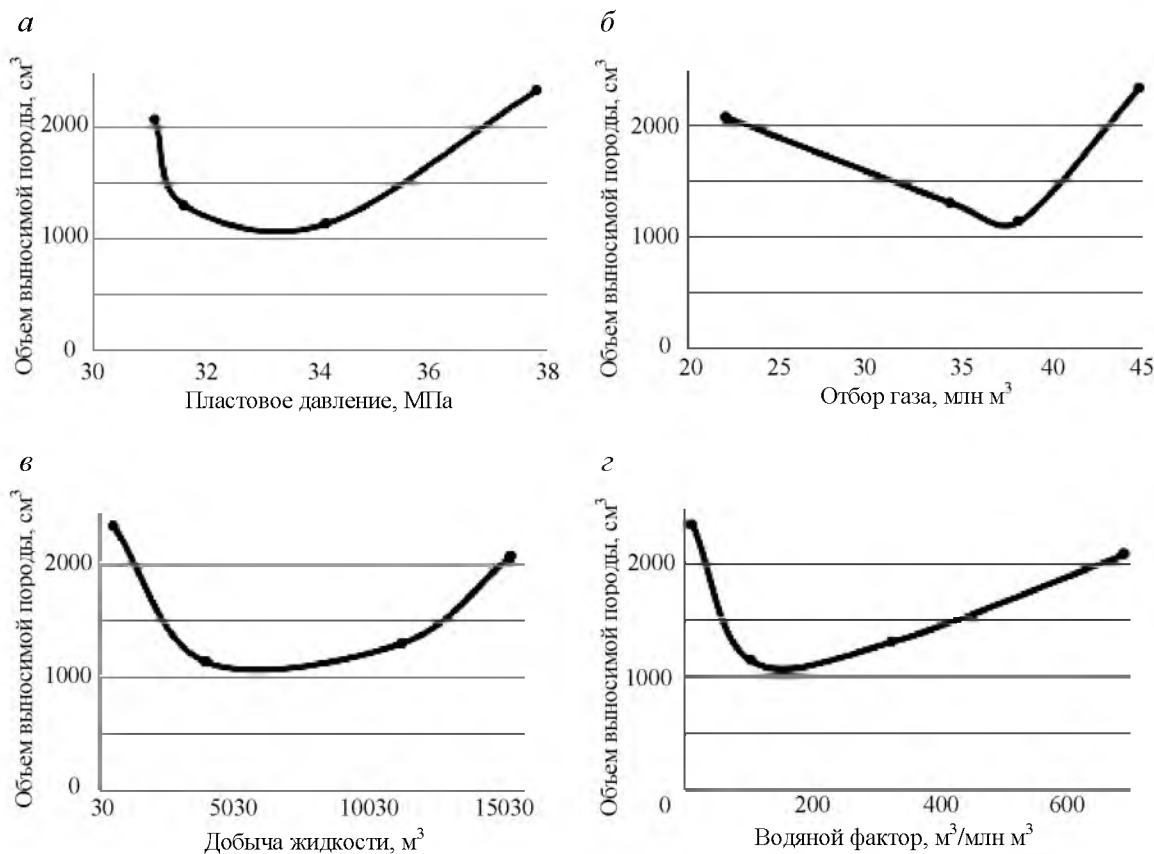 а
Объем выносимой породы, см³
2000
1000
0
30 32 34 36 38
Пластовое давление, МПа
б
Объем выносимой породы, см³
2000
1000
0
20 25 30 35 40 45
Отбор газа, млн м³
в
Объем выносимой породы, см³
2000
1000
0
30 5030 10030 15030
Добыча жидкости, м³
г
Объем выносимой породы, см³
2000
1000
0
0 200 400 600
Водяной фактор, м³/млн м³